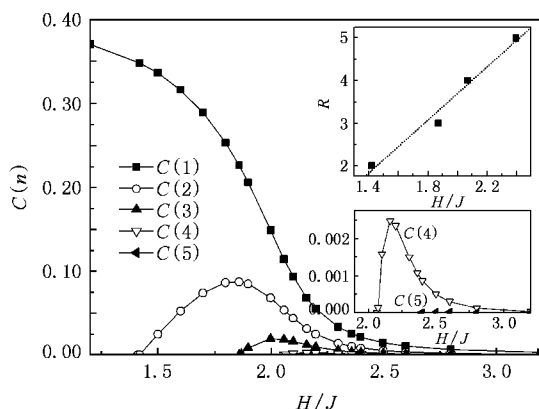 0.40
0.30
0.20
0.10
0.00
C(n)
C(1)
C(2)
C(3)
C(4)
C(5)
1.5 2.0 2.5 3.0
H/J
5
4
3
2
R
1.4 2.2
H/J
0.002
0.001
0.000
C(4)
C(5)
2.0 2.5 3.0
H/J